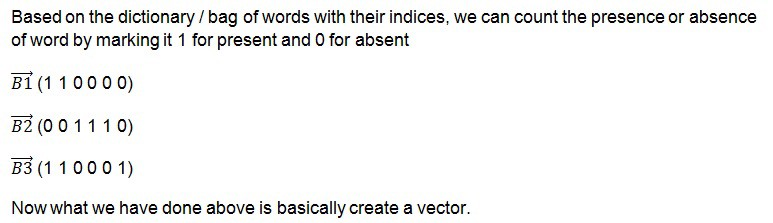 Based on the dictionary / bag of words with their indices, we can count the presence or absence
of word by marking it 1 for present and 0 for absent
B1 (1 1 0 0 0 0)
B2 (0 0 1 1 1 0)
B3 (1 1 0 0 0 1)
Now what we have done above is basically create a vector.